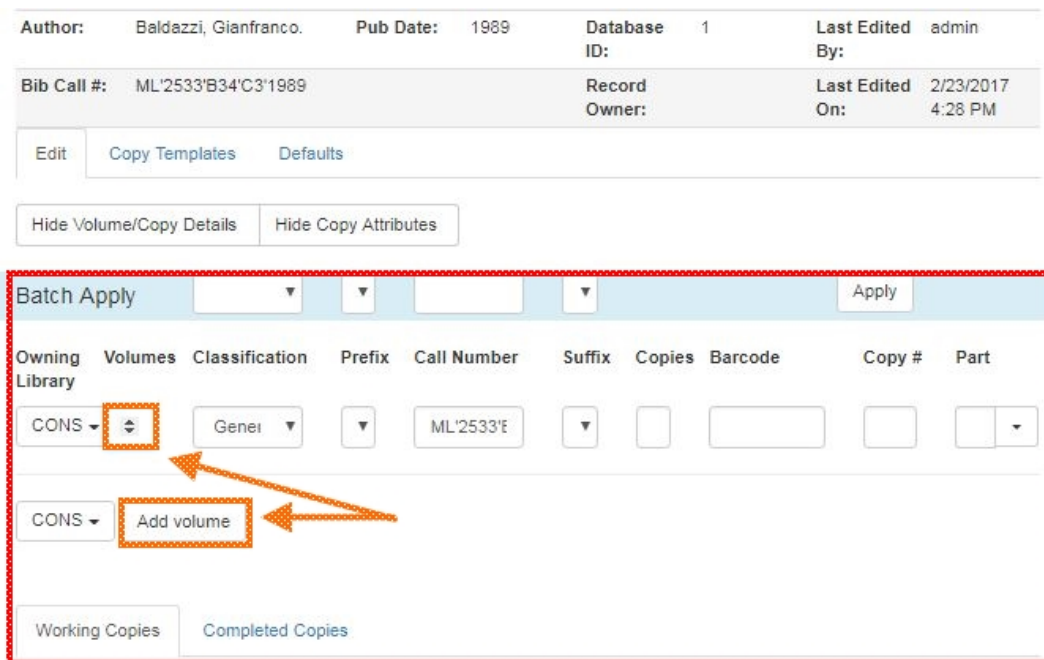 Author: Baldazzi, Gianfranco. Pub Date: 1989 Database ID: 1 Last Edited By: admin
Bib Call #: ML'2533'B34'C3'1989 Record Owner: Last Edited On: 2/23/2017 4:28 PM
Edit Copy Templates Defaults
Hide Volume/Copy Details Hide Copy Attributes
Batch Apply Apply
Owning Library Volumes Classification Prefix Call Number Suffix Copies Barcode Copy # Part
CONS Gener ML'2533'E
CONS Add volume
Working Copies Completed Copies